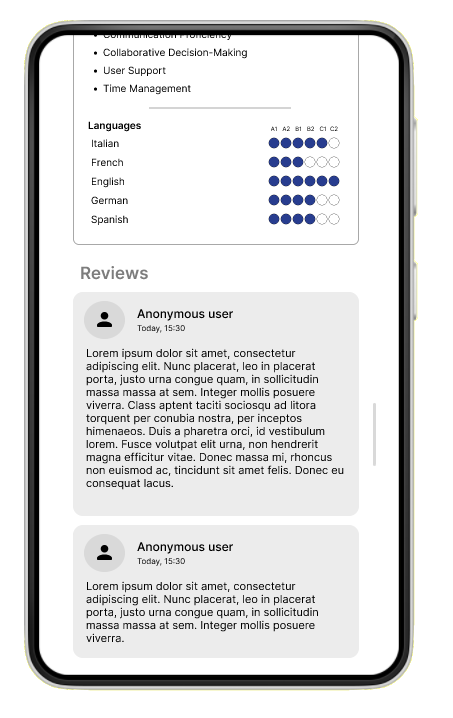 Communication Proficiency
Collaborative Decision-Making
User Support
Time Management
Languages
A1 A2 B1 B2 C1 C2
Italian
French
English
German
Spanish
Reviews
Anonymous user
Today, 15:30
Lorem ipsum dolor sit amet, consectetur
adipiscing elit. Nunc placerat, leo in placerat
porta, justo urna congue quam, in sollicitudin
massa massa at sem. Integer mollis posuere
viverra. Class aptent taciti sociosqu ad litora
torquent per conubia nostra, per inceptos
himenaeos. Duis a pharetra orci, id vestibulum
lorem. Fusce volutpat elit urna, non hendrerit
magna efficitur vitae. Donec massa mi, rhoncus
non euismod ac, tincidunt sit amet felis. Donec eu
consequat lacus.
Anonymous user
Today, 15:30
Lorem ipsum dolor sit amet, consectetur
adipiscing elit. Nunc placerat, leo in placerat
porta, justo urna congue quam, in sollicitudin
massa massa at sem. Integer mollis posuere
viverra.